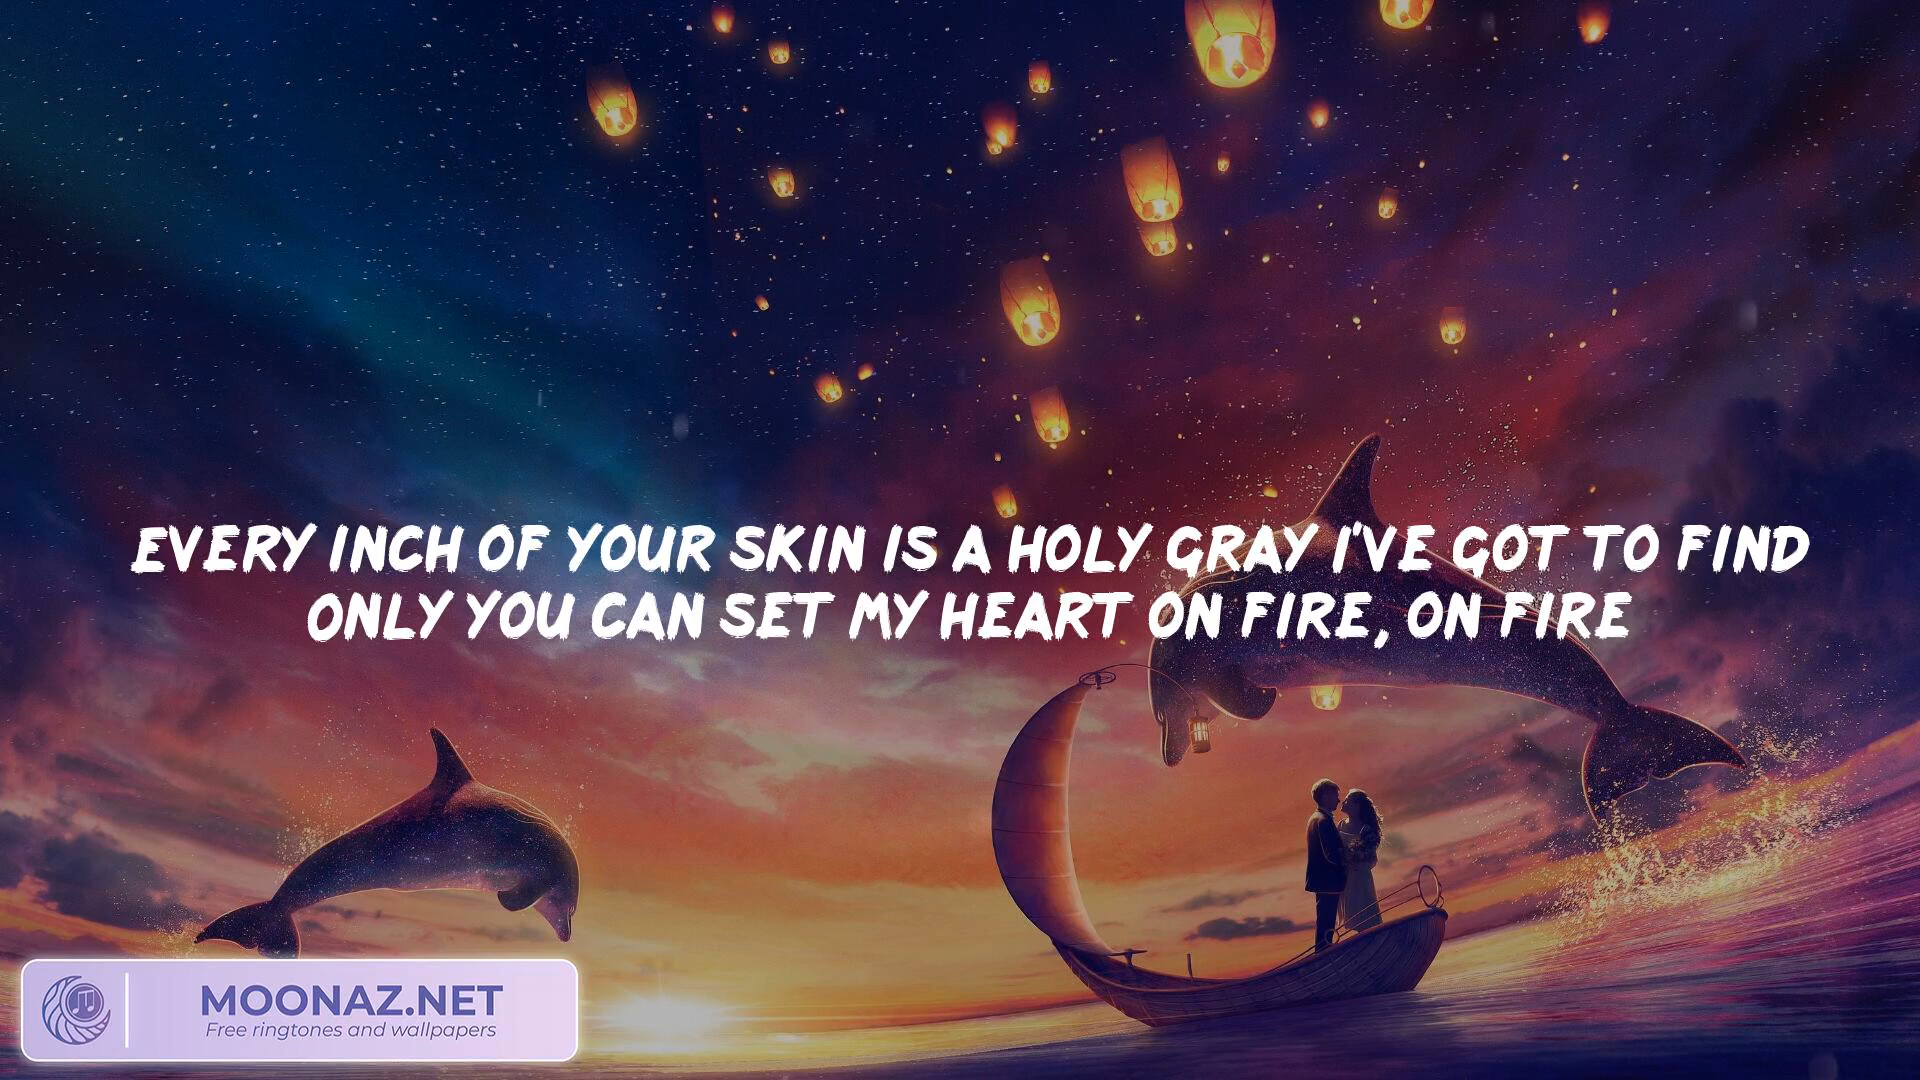 EVERY INCH OF YOUR SKIN IS A HOLY GRAY I'VE GOT TO FIND
ONLY YOU CAN SET MY HEART ON FIRE, ON FIRE
MOONAZ.NET
Free ringtones and wallpapers